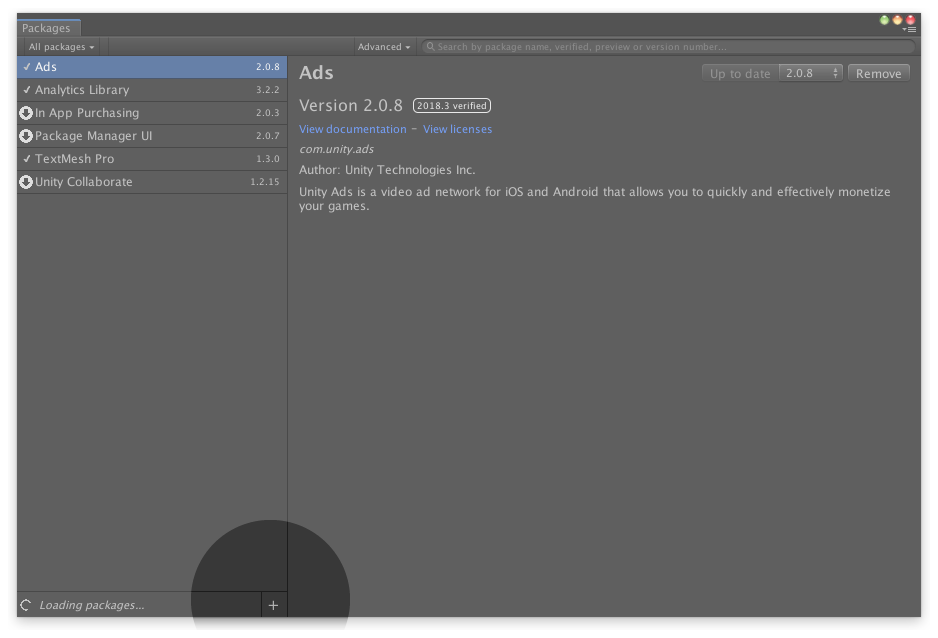 Packages
All packages
Advanced
Search by package name, verified, preview or version number...
Ads 2.0.8
Analytics Library 3.2.2
In App Purchasing 2.0.3
Package Manager UI 2.0.7
TextMesh Pro 1.3.0
Unity Collaborate 1.2.15
Loading packages...
+
Ads
Up to date 2.0.8 Remove
Version 2.0.8 2018.3 verified
View documentation - View licenses
com.unity.ads
Author: Unity Technologies Inc.
Unity Ads is a video ad network for iOS and Android that allows you to quickly and effectively monetize
your games.